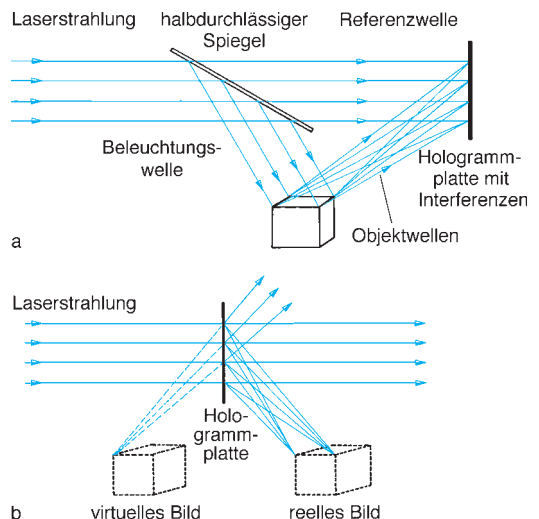 Laserstrahlung
halbdurchlässiger
Spiegel
Referenzwelle
Beleuchtungs-
welle
Hologramm-
platte mit
Interferenzen
Objektwellen
a
Laserstrahlung
Holo-
gramm-
platte
virtuelles Bild
reelles Bild
b